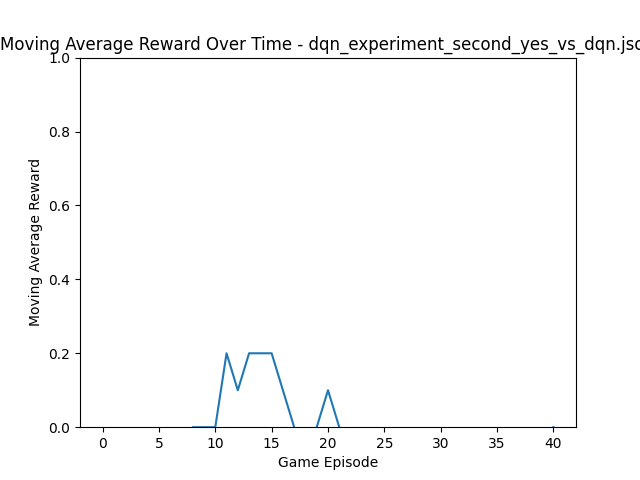 Moving Average Reward Over Time - dqn_experiment_second_yes_vs_dqn.jso
1.0
0.8
0.6
0.4
0.2
0.0
Moving Average Reward
0 5 10 15 20 25 30 35 40
Game Episode